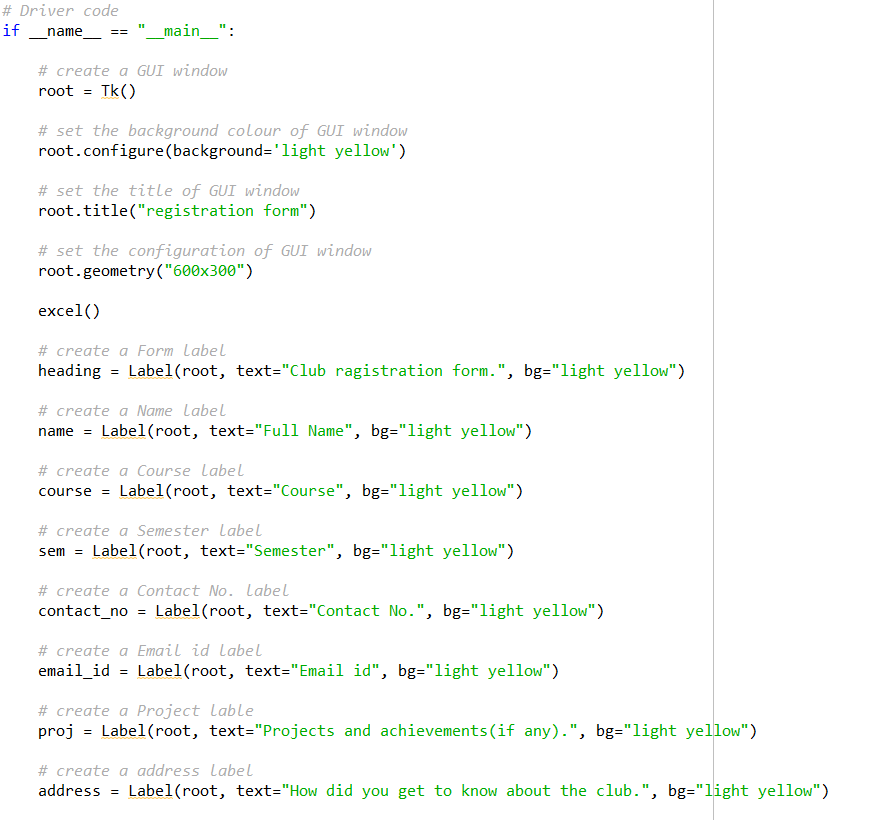 # Driver code
if __name__ == "__main__":
# create a GUI window
root = Tk()
# set the background colour of GUI window
root.configure(background='light yellow')
# set the title of GUI window
root.title("registration form")
# set the configuration of GUI window
root.geometry("600x300")
excel()
# create a Form label
heading = Label(root, text="Club ragistration form.", bg="light yellow")
# create a Name label
name = Label(root, text="Full Name", bg="light yellow")
# create a Course label
course = Label(root, text="Course", bg="light yellow")
# create a Semester label
sem = Label(root, text="Semester", bg="light yellow")
# create a Contact No. label
contact_no = Label(root, text="Contact No.", bg="light yellow")
# create a Email id label
email_id = Label(root, text="Email id", bg="light yellow")
# create a Project lable
proj = Label(root, text="Projects and achievements(if any).", bg="light yellow")
# create a address label
address = Label(root, text="How did you get to know about the club.", bg="light yellow")